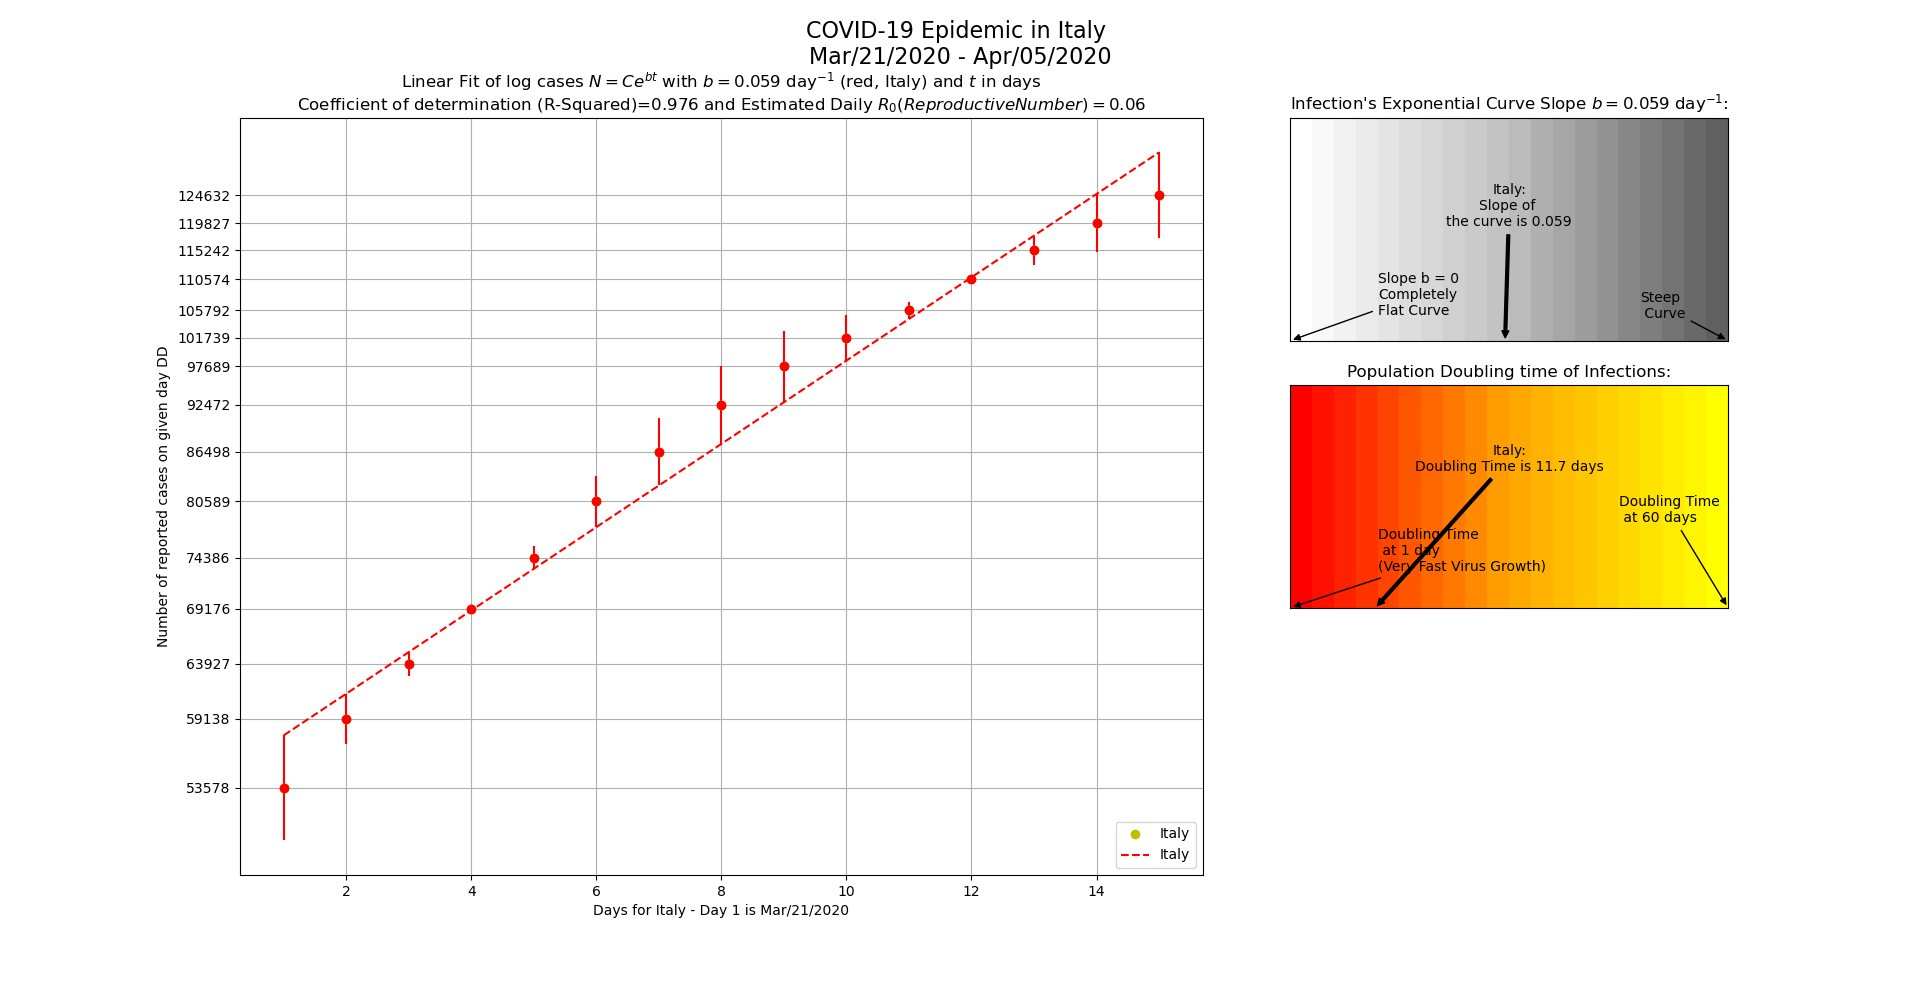 COVID-19 Epidemic in Italy
Mar/21/2020 - Apr/05/2020
Linear Fit of log cases N = Ce^{bt} with b = 0.059 day^{-1} (red, Italy) and t in days
Coefficient of determination (R-Squared)=0.976 and Estimated Daily R_0(ReproductiveNumber) = 0.06
Number of reported cases on given day DD
124632
119827
115242
110574
105792
101739
97689
92472
86498
80589
74386
69176
63927
59138
53578
2 4 6 8 10 12 14
Days for Italy - Day 1 is Mar/21/2020
Italy
Italy
Infection's Exponential Curve Slope b = 0.059 day^{-1}:
Italy:
Slope of
the curve is 0.059
Slope b = 0
Completely
Flat Curve
Steep
Curve
Population Doubling time of Infections:
Italy:
Doubling Time is 11.7 days
Doubling Time
at 60 days
Doubling Time
at 1 day
(Very Fast Virus Growth)